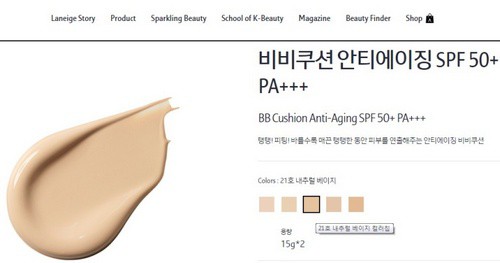 Laneige Story Product Sparkling Beauty School of K-Beauty Magazine Beauty Finder Shop
비비쿠션 안티에이징 SPF 50+
PA+++
BB Cushion Anti-Aging SPF 50+ PA+++
탱탱! 피팅! 바를수록 매끈 탱탱한 동안 피부를 연출해주는 안티에이징 비비쿠션
Colors : 21호 내추럴 베이지
21호 내추럴 베이지 컬러칩
용량
15g*2